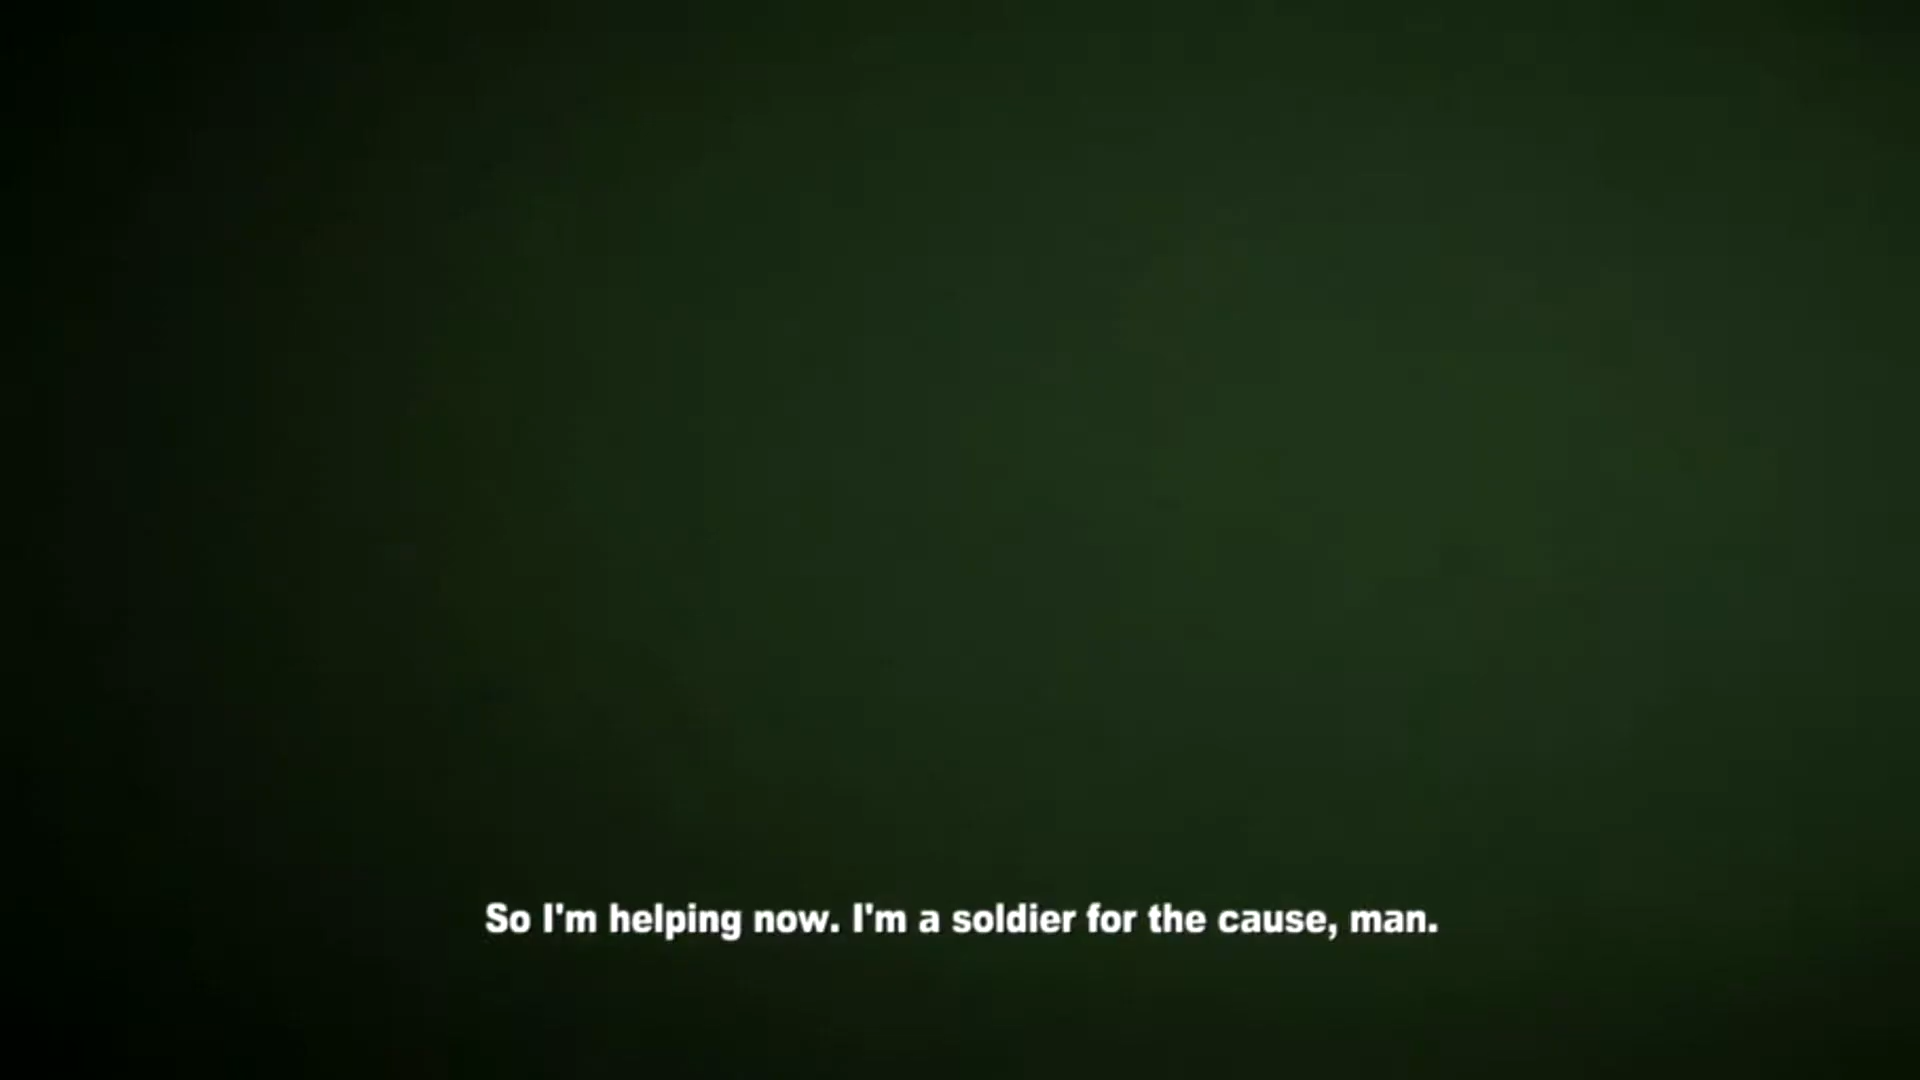 So I'm helping now. I'm a soldier for the cause, man.